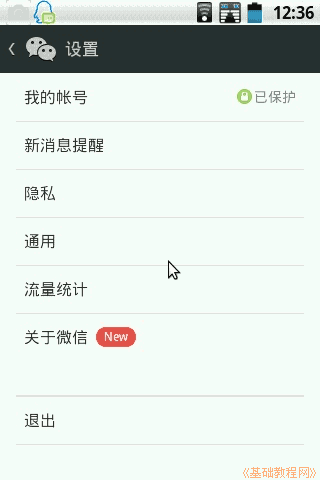 12:36
设置
我的帐号 已保护
新消息提醒
隐私
通用
流量统计
关于微信 New
退出
《基础教程网》